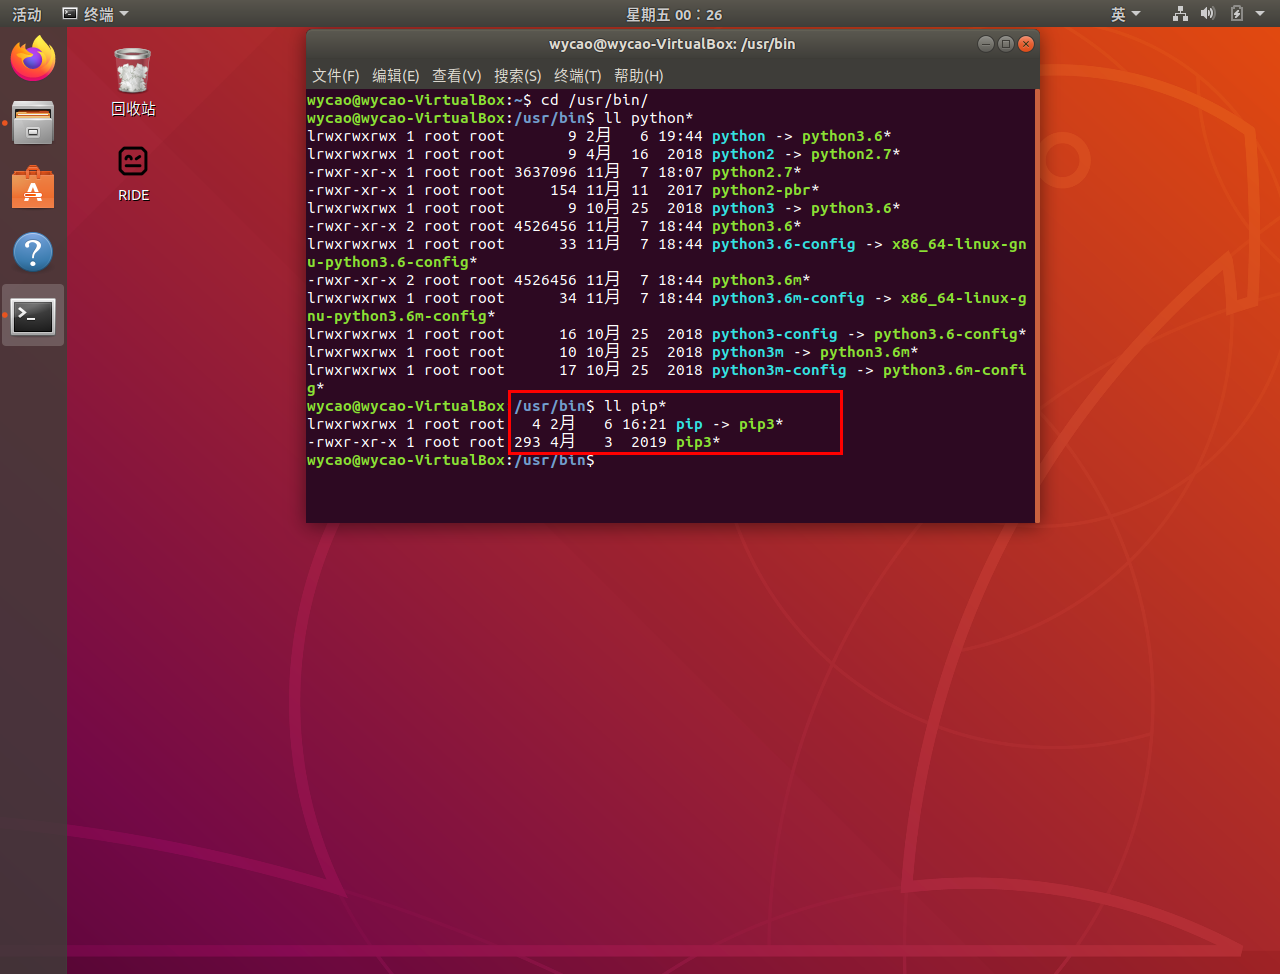 活动 终端 星期五 00：26 英
回收站
RIDE
wycao@wycao-VirtualBox: /usr/bin
文件(F) 编辑(E) 查看(V) 搜索(S) 终端(T) 帮助(H)
wycao@wycao-VirtualBox:~$ cd /usr/bin/
wycao@wycao-VirtualBox:/usr/bin$ ll python*
lrwxrwxrwx 1 root root       9 2月   6 19:44 python -> python3.6*
lrwxrwxrwx 1 root root       9 4月  16  2018 python2 -> python2.7*
-rwxr-xr-x 1 root root 3637096 11月  7 18:07 python2.7*
-rwxr-xr-x 1 root root     154 11月 11  2017 python2-pbr*
lrwxrwxrwx 1 root root       9 10月 25  2018 python3 -> python3.6*
-rwxr-xr-x 2 root root 4526456 11月  7 18:44 python3.6*
lrwxrwxrwx 1 root root      33 11月  7 18:44 python3.6-config -> x86_64-linux-gn
u-python3.6-config*
-rwxr-xr-x 2 root root 4526456 11月  7 18:44 python3.6m*
lrwxrwxrwx 1 root root      34 11月  7 18:44 python3.6m-config -> x86_64-linux-g
nu-python3.6m-config*
lrwxrwxrwx 1 root root      16 10月 25  2018 python3-config -> python3.6-config*
lrwxrwxrwx 1 root root      10 10月 25  2018 python3m -> python3.6m*
lrwxrwxrwx 1 root root      17 10月 25  2018 python3m-config -> python3.6m-confi
g*
wycao@wycao-VirtualBox:/usr/bin$ ll pip*
lrwxrwxrwx 1 root root   4 2月   6 16:21 pip -> pip3*
-rwxr-xr-x 1 root root 293 4月   3  2019 pip3*
wycao@wycao-VirtualBox:/usr/bin$